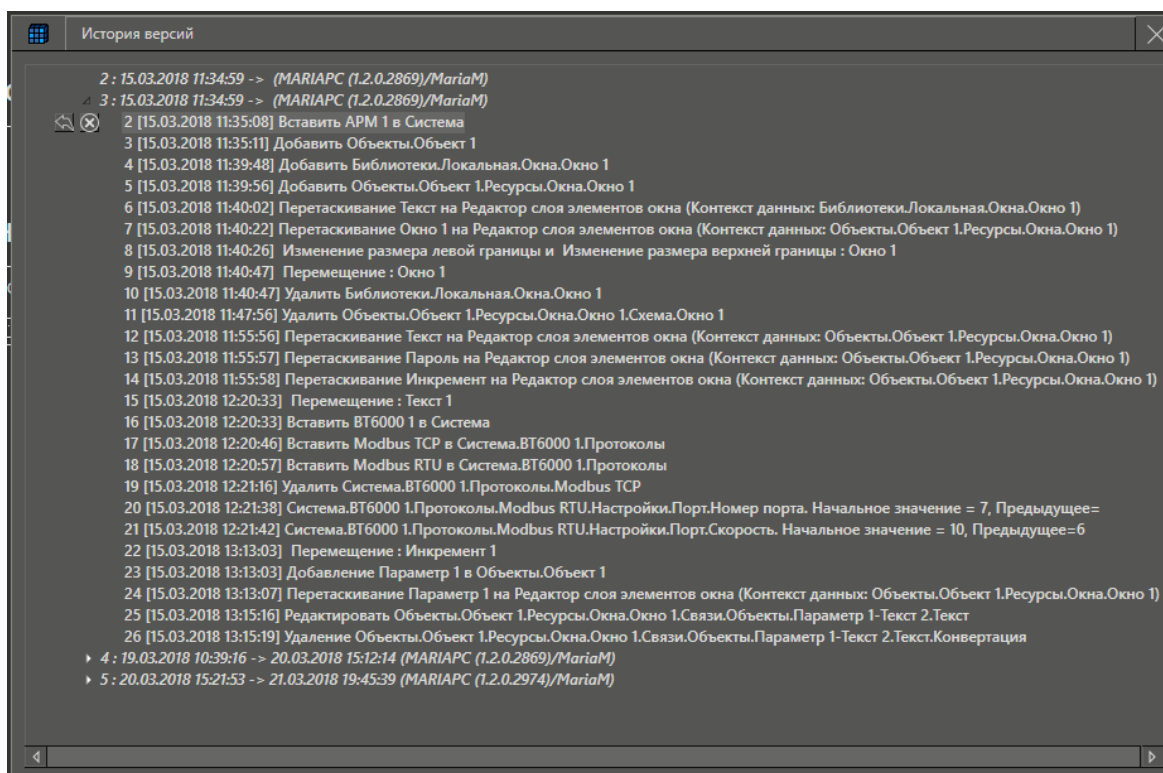 История версий
2 : 15.03.2018 11:34:59 -> (MARIAPC (1.2.0.2869)/MariaM)
3 : 15.03.2018 11:34:59 -> (MARIAPC (1.2.0.2869)/MariaM)
2 [15.03.2018 11:35:08] Вставить АРМ 1 в Система
3 [15.03.2018 11:35:11] Добавить Объекты.Объект 1
4 [15.03.2018 11:39:48] Добавить Библиотеки.Локальная.Окна.Окно 1
5 [15.03.2018 11:39:56] Добавить Объекты.Объект 1.Ресурсы.Окна.Окно 1
6 [15.03.2018 11:40:02] Перетаскивание Текст на Редактор слоя элементов окна (Контекст данных: Библиотеки.Локальная.Окна.Окно 1)
7 [15.03.2018 11:40:22] Перетаскивание Окно 1 на Редактор слоя элементов окна (Контекст данных: Объекты.Объект 1.Ресурсы.Окна.Окно 1)
8 [15.03.2018 11:40:26] Изменение размера левой границы и Изменение размера верхней границы : Окно 1
9 [15.03.2018 11:40:47] Перемещение : Окно 1
10 [15.03.2018 11:40:47] Удалить Библиотеки.Локальная.Окна.Окно 1
11 [15.03.2018 11:47:56] Удалить Объекты.Объект 1.Ресурсы.Окна.Окно 1.Схема.Окно 1
12 [15.03.2018 11:55:56] Перетаскивание Текст на Редактор слоя элементов окна (Контекст данных: Объекты.Объект 1.Ресурсы.Окна.Окно 1)
13 [15.03.2018 11:55:57] Перетаскивание Пароль на Редактор слоя элементов окна (Контекст данных: Объекты.Объект 1.Ресурсы.Окна.Окно 1)
14 [15.03.2018 11:55:58] Перетаскивание Инкремент на Редактор слоя элементов окна (Контекст данных: Объекты.Объект 1.Ресурсы.Окна.Окно 1)
15 [15.03.2018 12:20:33] Перемещение : Текст 1
16 [15.03.2018 12:20:33] Вставить ВТ6000 1 в Система
17 [15.03.2018 12:20:46] Вставить Modbus TCP в Система.ВТ6000 1.Протоколы
18 [15.03.2018 12:20:57] Вставить Modbus RTU в Система.ВТ6000 1.Протоколы
19 [15.03.2018 12:21:16] Удалить Система.ВТ6000 1.Протоколы.Modbus TCP
20 [15.03.2018 12:21:38] Система.ВТ6000 1.Протоколы.Modbus RTU.Настройки.Порт.Номер порта. Начальное значение = 7, Предыдущее=
21 [15.03.2018 12:21:42] Система.ВТ6000 1.Протоколы.Modbus RTU.Настройки.Порт.Скорость. Начальное значение = 10, Предыдущее=6
22 [15.03.2018 13:13:03] Перемещение : Инкремент 1
23 [15.03.2018 13:13:03] Добавление Параметр 1 в Объекты.Объект 1
24 [15.03.2018 13:13:07] Перетаскивание Параметр 1 на Редактор слоя элементов окна (Контекст данных: Объекты.Объект 1.Ресурсы.Окна.Окно 1)
25 [15.03.2018 13:15:16] Редактировать Объекты.Объект 1.Ресурсы.Окна.Окно 1.Связи.Объекты.Параметр 1-Текст 2.Текст
26 [15.03.2018 13:15:19] Удаление Объекты.Объект 1.Ресурсы.Окна.Окно 1.Связи.Объекты.Параметр 1-Текст 2.Текст.Конвертация
4 : 19.03.2018 10:39:16 -> 20.03.2018 15:12:14 (MARIAPC (1.2.0.2869)/MariaM)
5 : 20.03.2018 15:21:53 -> 21.03.2018 19:45:39 (MARIAPC (1.2.0.2974)/MariaM)